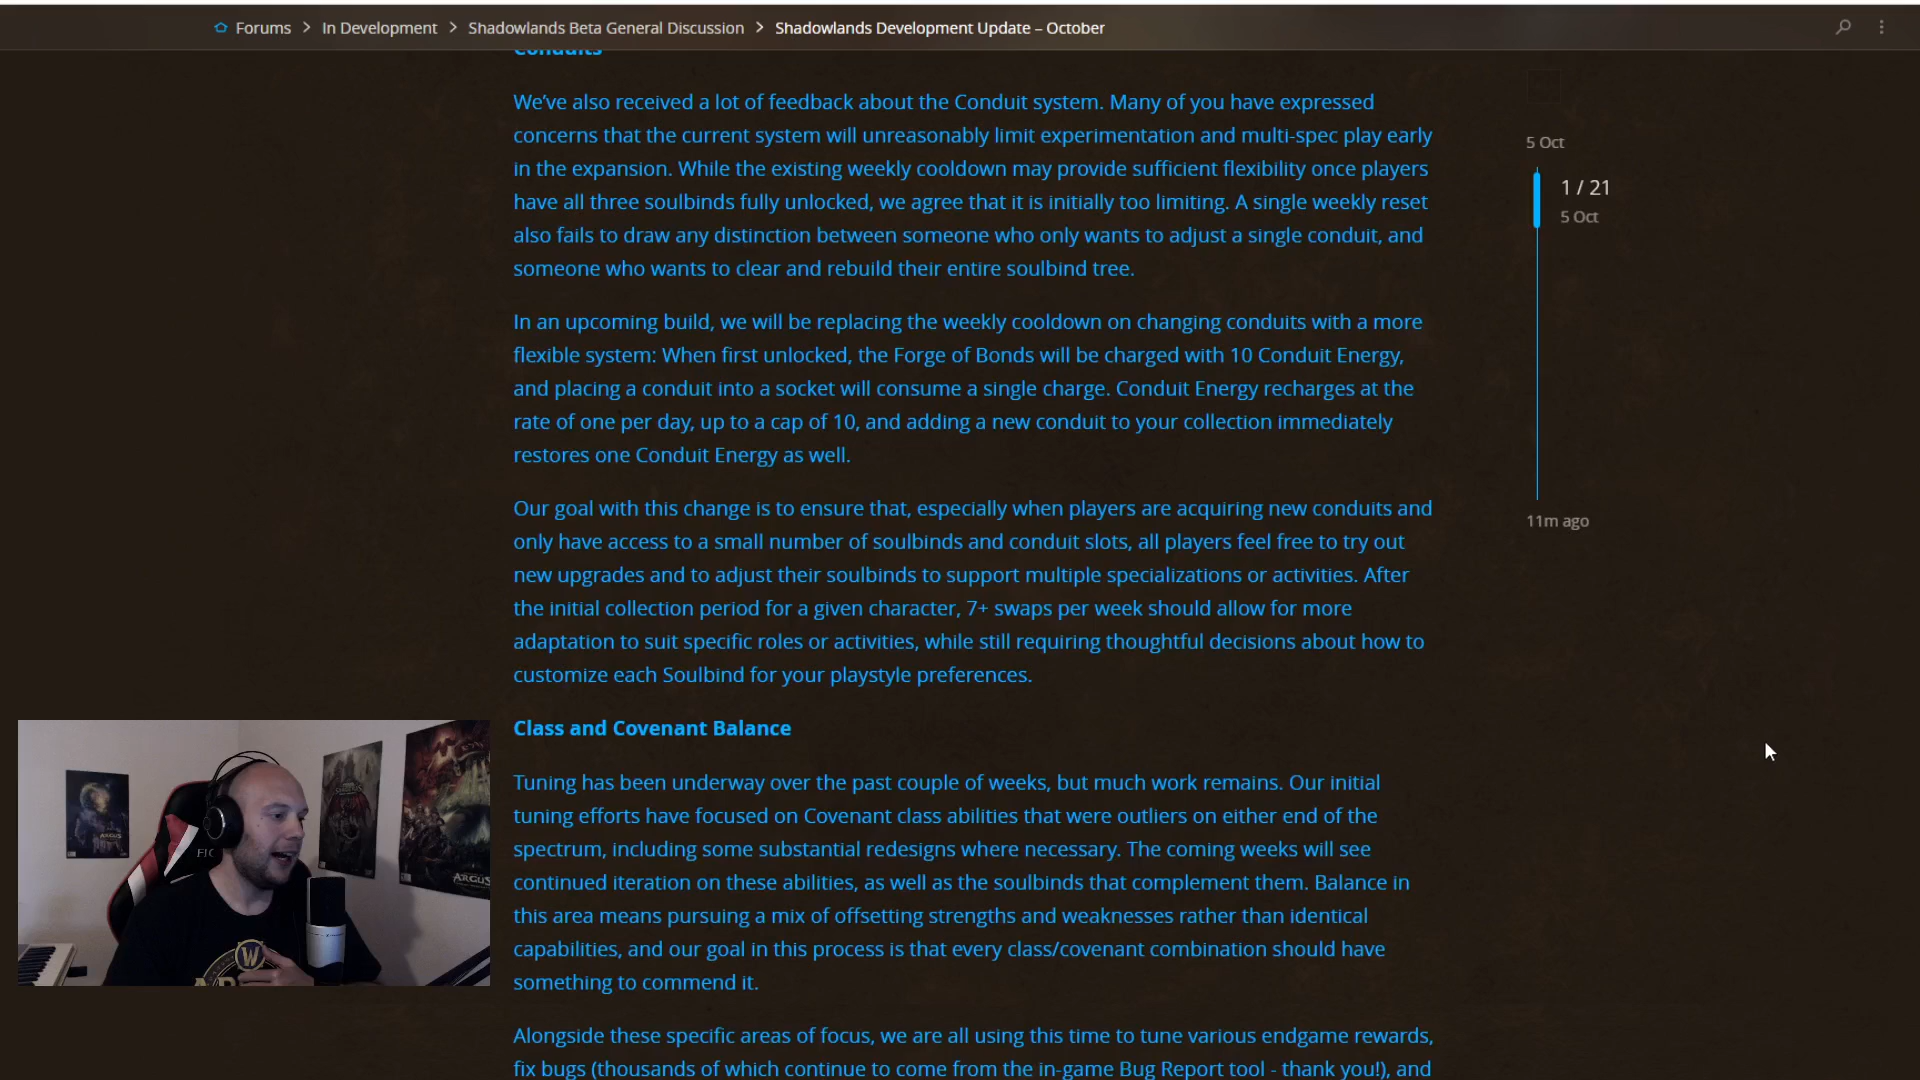 Forums > In Development > Shadowlands Beta General Discussion > Shadowlands Development Update – October
Conduits
We’ve also received a lot of feedback about the Conduit system. Many of you have expressed
concerns that the current system will unreasonably limit experimentation and multi-spec play early
in the expansion. While the existing weekly cooldown may provide sufficient flexibility once players
have all three soulbinds fully unlocked, we agree that it is initially too limiting. A single weekly reset
also fails to draw any distinction between someone who only wants to adjust a single conduit, and
someone who wants to clear and rebuild their entire soulbind tree.
In an upcoming build, we will be replacing the weekly cooldown on changing conduits with a more
flexible system: When first unlocked, the Forge of Bonds will be charged with 10 Conduit Energy,
and placing a conduit into a socket will consume a single charge. Conduit Energy recharges at the
rate of one per day, up to a cap of 10, and adding a new conduit to your collection immediately
restores one Conduit Energy as well.
Our goal with this change is to ensure that, especially when players are acquiring new conduits and
only have access to a small number of soulbinds and conduit slots, all players feel free to try out
new upgrades and to adjust their soulbinds to support multiple specializations or activities. After
the initial collection period for a given character, 7+ swaps per week should allow for more
adaptation to suit specific roles or activities, while still requiring thoughtful decisions about how to
customize each Soulbind for your playstyle preferences.
Class and Covenant Balance
Tuning has been underway over the past couple of weeks, but much work remains. Our initial
tuning efforts have focused on Covenant class abilities that were outliers on either end of the
spectrum, including some substantial redesigns where necessary. The coming weeks will see
continued iteration on these abilities, as well as the soulbinds that complement them. Balance in
this area means pursuing a mix of offsetting strengths and weaknesses rather than identical
capabilities, and our goal in this process is that every class/covenant combination should have
something to commend it.
Alongside these specific areas of focus, we are all using this time to tune various endgame rewards,
fix bugs (thousands of which continue to come from the in-game Bug Report tool - thank you!), and
5 Oct
1 / 21
5 Oct
11m ago
ARGUS
ARGUS
W